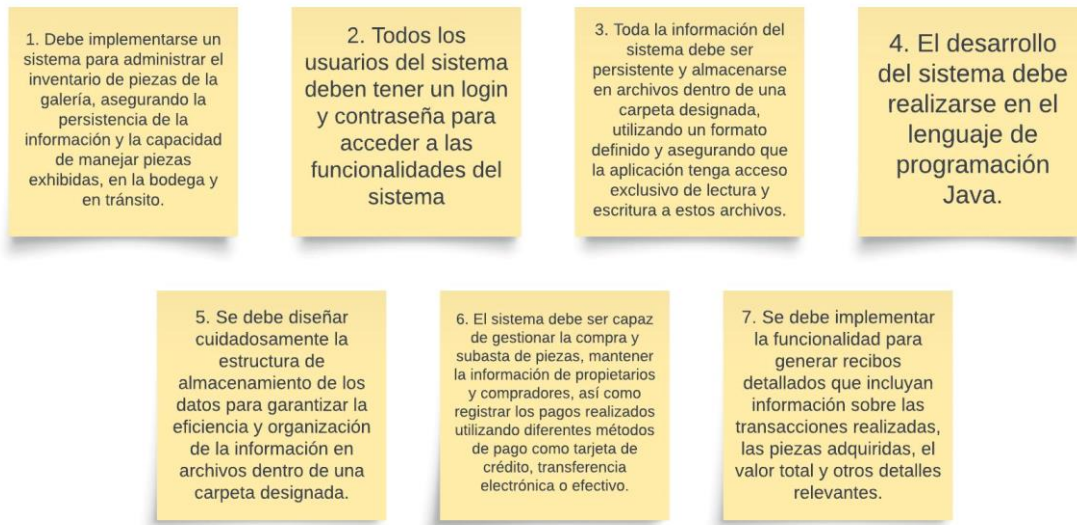 1. Debe implementarse un
sistema para administrar el
inventario de piezas de la
galería, asegurando la
persistencia de la
información y la capacidad
de manejar piezas
exhibidas, en la bodega y
en tránsito.
2. Todos los
usuarios del sistema
deben tener un login
y contraseña para
acceder a las
funcionalidades del
sistema
3. Toda la información del
sistema debe ser
persistente y almacenarse
en archivos dentro de una
carpeta designada,
utilizando un formato
definido y asegurando que
la aplicación tenga acceso
exclusivo de lectura y
escritura a estos archivos.
4. El desarrollo
del sistema debe
realizarse en el
lenguaje de
programación
Java.
5. Se debe diseñar
cuidadosamente la
estructura de
almacenamiento de los
datos para garantizar la
eficiencia y organización
de la información en
archivos dentro de una
carpeta designada.
6. El sistema debe ser capaz
de gestionar la compra y
subasta de piezas, mantener
la información de propietarios
y compradores, así como
registrar los pagos realizados
utilizando diferentes métodos
de pago como tarjeta de
crédito, transferencia
electrónica o efectivo.
7. Se debe implementar
la funcionalidad para
generar recibos
detallados que incluyan
información sobre las
transacciones realizadas,
las piezas adquiridas, el
valor total y otros detalles
relevantes.